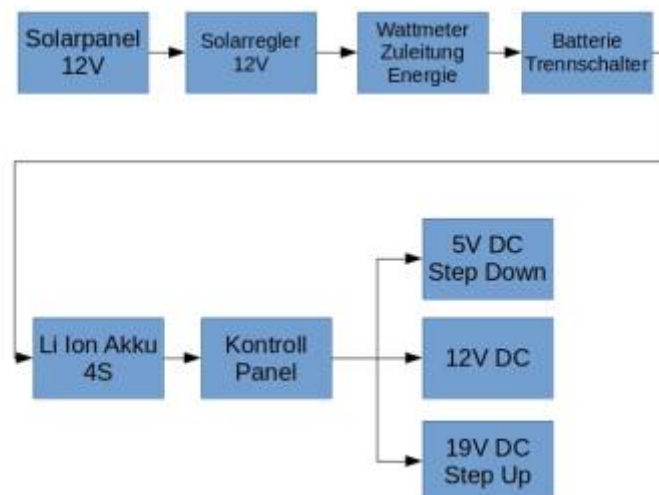 Solarpanel
12V
Solarregler
12V
Wattmeter
Zuleitung
Energie
Batterie
Trennschalter
5V DC
Step Down
Li Ion Akku
4S
Kontroll
Panel
12V DC
19V DC
Step Up